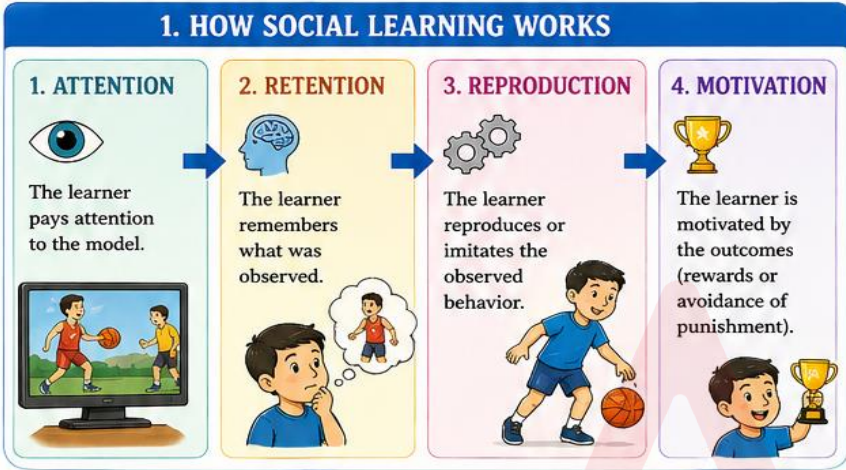 1. HOW SOCIAL LEARNING WORKS
1. ATTENTION
The learner
pays attention
to the model.
2. RETENTION
The learner
remembers
what was
observed.
3. REPRODUCTION
The learner
reproduces or
imitates the
observed
behavior.
4. MOTIVATION
The learner is
motivated by
the outcomes
(rewards or
avoidance of
punishment).